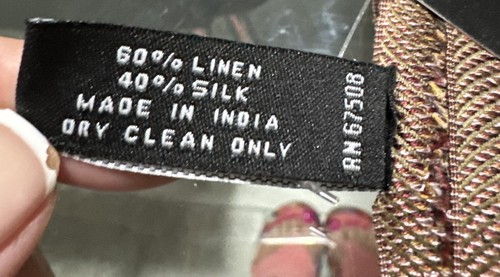 60% LINEN
40% SILK
MADE IN INDIA
DRY CLEAN ONLY
RN 67508